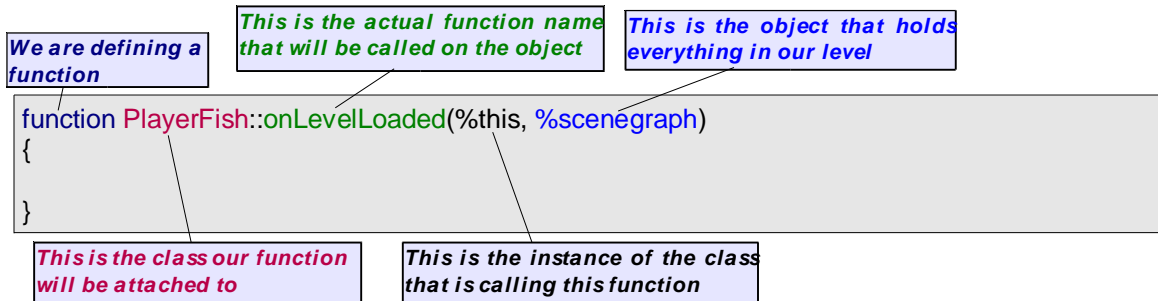 This is the actual function name
that will be called on the object
This is the object that holds
everything in our level
We are defining a
function
function PlayerFish::onLevelLoaded(%this, %scenegraph)
{
}
This is the class our function
will be attached to
This is the instance of the class
that is calling this function